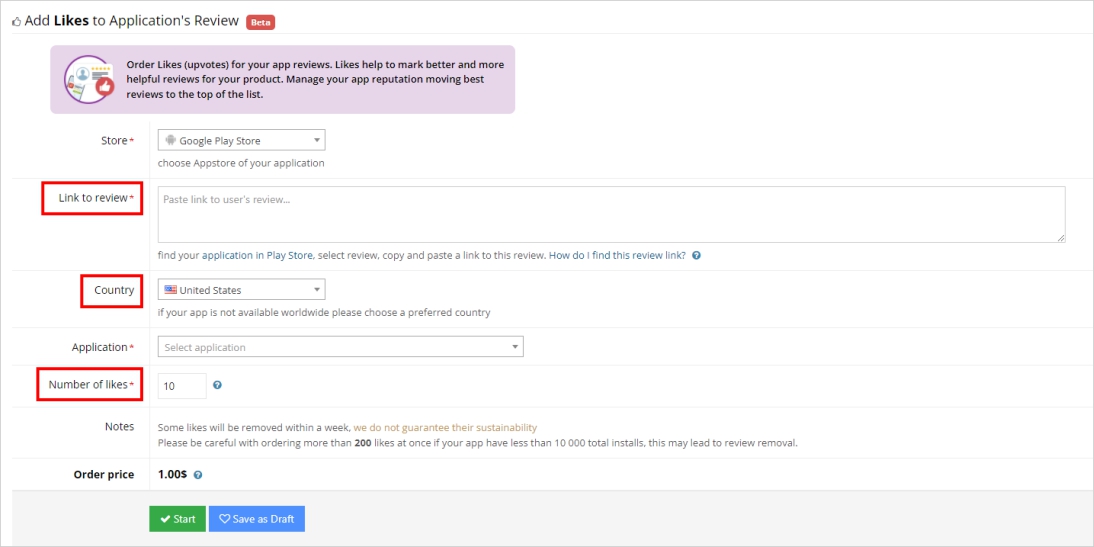 Add Likes to Application's Review Beta
Order Likes (upvotes) for your app reviews. Likes help to mark better and more
helpful reviews for your product. Manage your app reputation moving best
reviews to the top of the list.
Store* Google Play Store
choose Appstore of your application
Link to review* Paste link to user's review...
find your application in Play Store, select review, copy and paste a link to this review. How do I find this review link? ?
Country United States
if your app is not available worldwide please choose a preferred country
Application* Select application
Number of likes* 10 ?
Notes Some likes will be removed within a week, we do not guarantee their sustainability
Please be careful with ordering more than 200 likes at once if your app have less than 10 000 total installs, this may lead to review removal.
Order price 1.00$ ?
Start Save as Draft